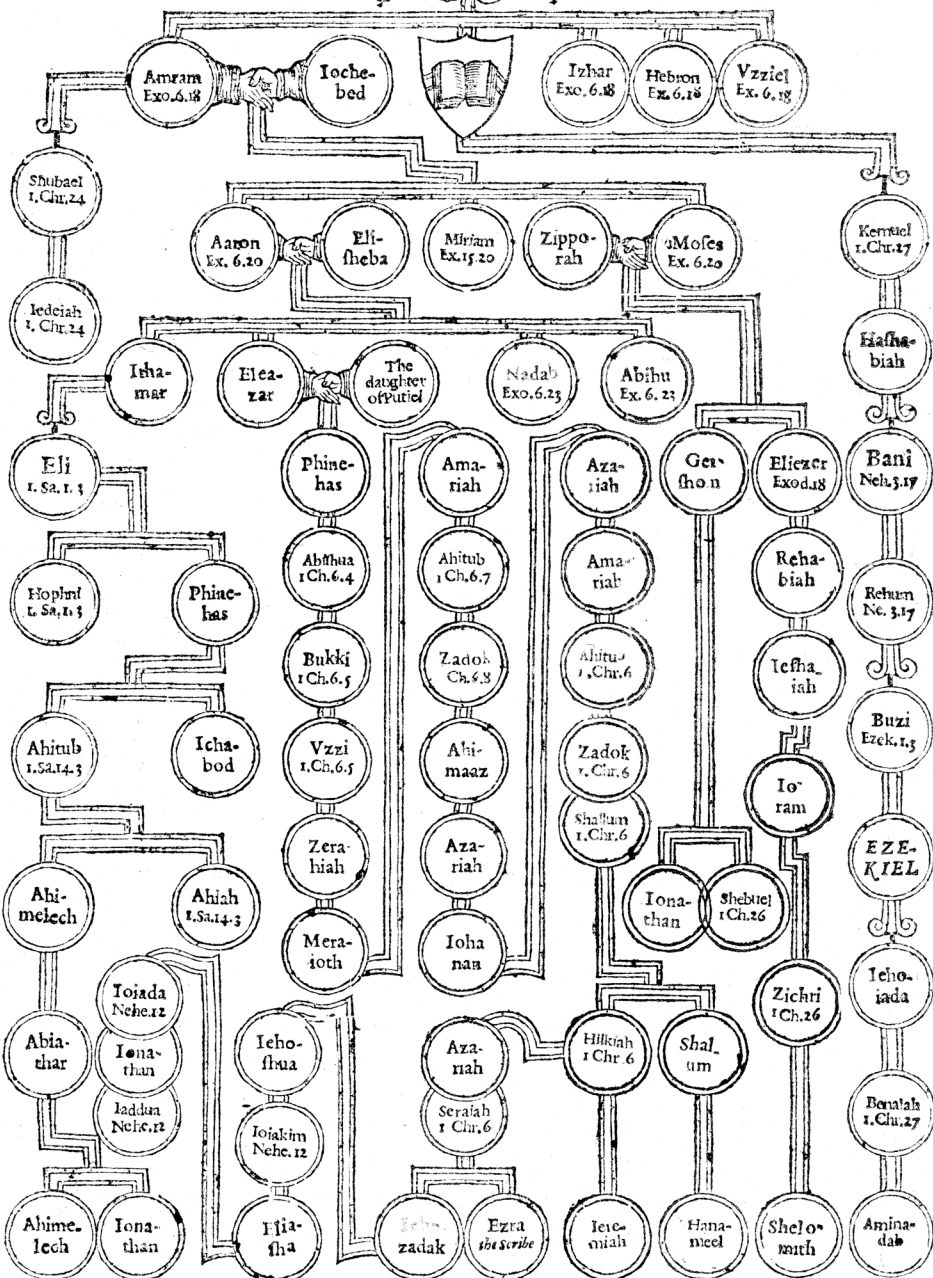 Amram
Exo.6.18
Ioche-
bed
Izhar
Exo.6.18
Hebron
Ex.6.18
Vzziel
Ex.6.18
Shubael
1.Chr.24
Iedeiah
1.Chr.24
Aaron
Ex.6.20
Eli-
ſheba
Miriam
Ex.15.20
Zippo-
rah
Moſes
Ex.6.20
Kemuel
1.Chr.27
Haſha-
biah
Itha-
mar
Elea-
zar
The
daughter
of Putiel
Nadab
Exo.6.23
Abihu
Ex.6.23
Eli
1.Sa.1.3
Phine-
has
Ama-
riah
Aza-
riah
Ger-
ſhon
Eliezer
Exod.18
Bani
Neh.3.17
Hophni
1.Sa.1.3
Phine-
has
Abiſhua
1Ch.6.4
Ahitub
1Ch.6.7
Ama-
riah
Reha-
biah
Rehum
Ne.3.17
Bukki
1Ch.6.5
Zadok
Ch.6.8
Ahitub
1.Chr.6
Ieſha-
iah
Ahitub
1.Sa.14.3
Icha-
bod
Vzzi
1.Ch.6.5
Ahi-
maaz
Zadok
1.Chr.6
Buzi
Ezek.1.3
Io-
ram
Zera-
hiah
Aza-
riah
Shallum
1.Chr.6
EZE-
KIEL
Ahi-
melech
Ahiah
1.Sa.14.3
Mera-
ioth
Ioha
nan
Iona-
than
Shebuel
1Ch.26
Ioiada
Nehe.12
Zichri
1Ch.26
Ieho-
iada
Abia-
thar
Iona-
than
Ieho-
ſhua
Aza-
riah
Hilkiah
1Chr.6
Shal-
um
Iaddua
Nehe.12
Ioiakim
Nehe.12
Seraiah
1Chr.6
Benaiah
1.Chr.27
Ahime-
lech
Iona-
than
Elia-
ſha
zadak
Ezra
the Scribe
Iere-
miah
Hana-
meel
Shelo-
mith
Amina-
dab